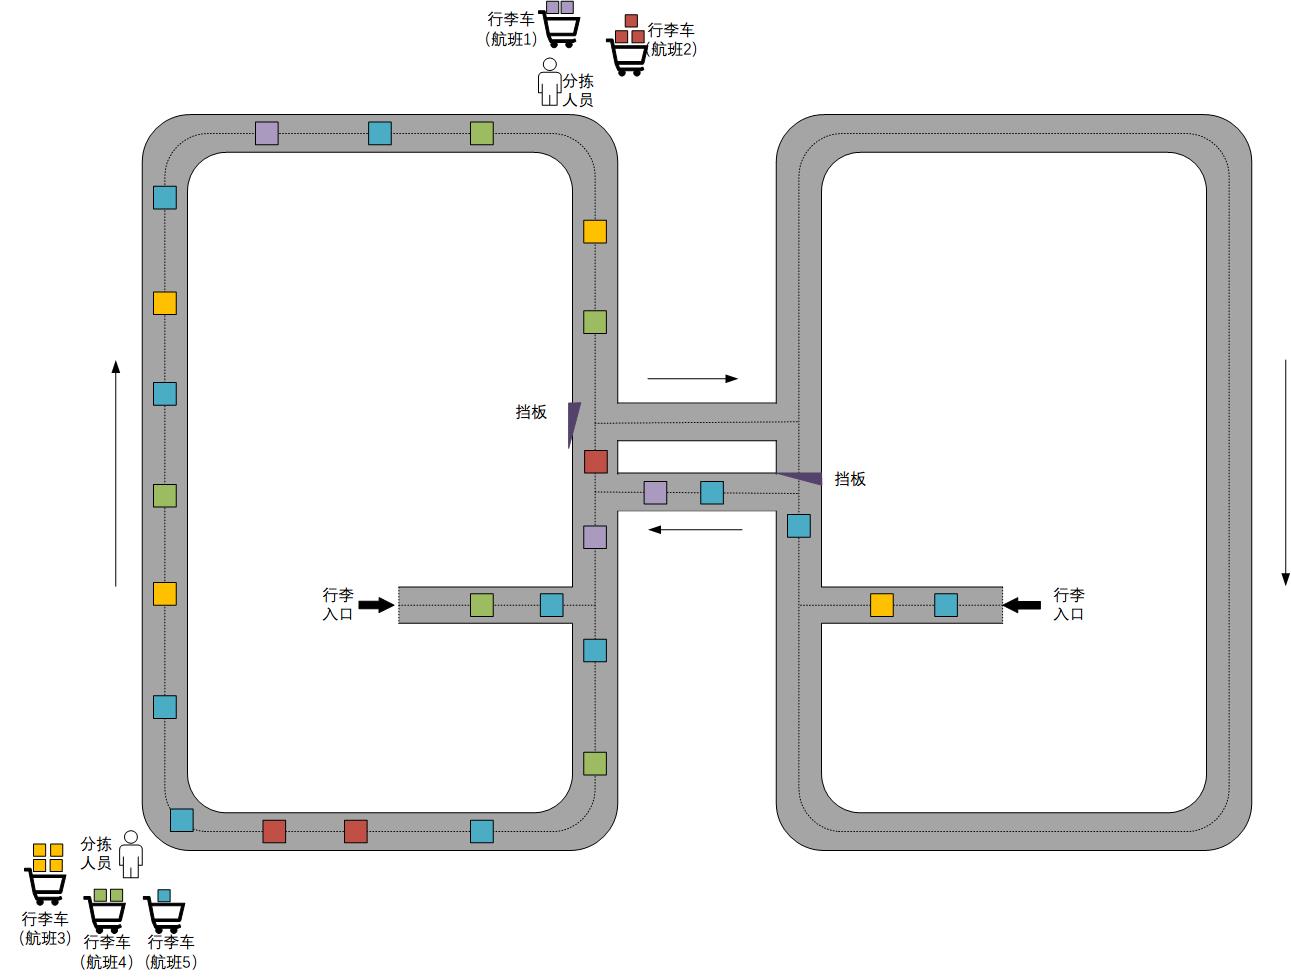 行李车
（航班1）
行李车
（航班2）
分拣
人员
挡板
挡板
行李
入口
行李
入口
分拣
人员
行李车
（航班3）
行李车
（航班4）
行李车
（航班5）